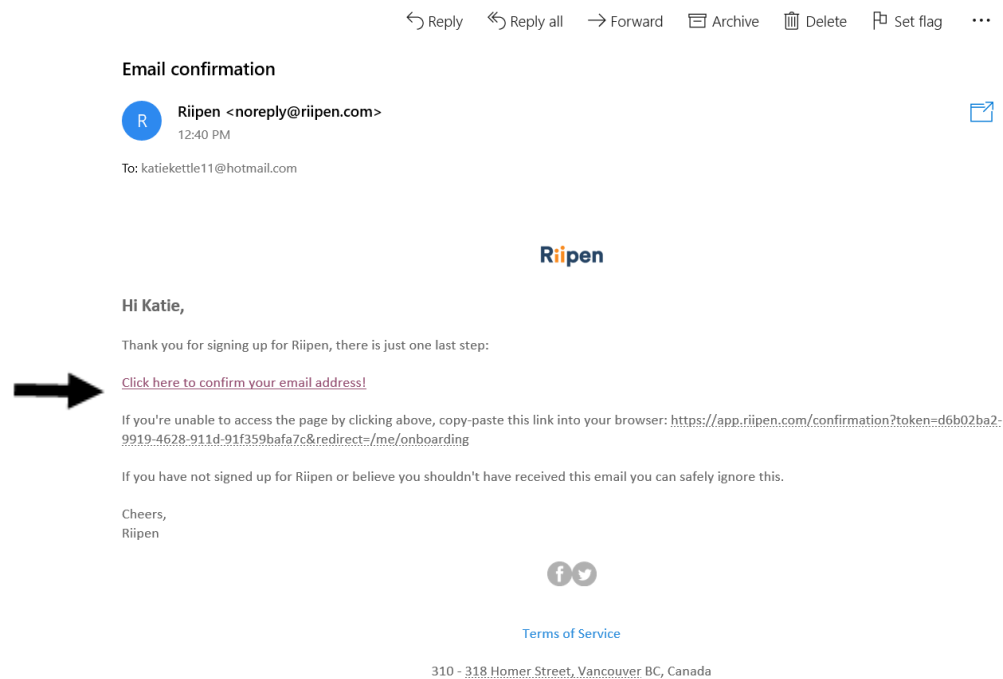 Reply Reply all Forward Archive Delete Set flag ...
Email confirmation
R
Riipen <noreply@riipen.com>
12:40 PM
To: katiekettle11@hotmail.com
Riipen
Hi Katie,
Thank you for signing up for Riipen, there is just one last step:
Click here to confirm your email address!
If you're unable to access the page by clicking above, copy-paste this link into your browser: https://app.riipen.com/confirmation?token=d6b02ba2-
9919-4628-911d-91f359bafa7c&redirect=/me/onboarding
If you have not signed up for Riipen or believe you shouldn't have received this email you can safely ignore this.
Cheers,
Riipen
Terms of Service
310 - 318 Homer Street, Vancouver BC, Canada